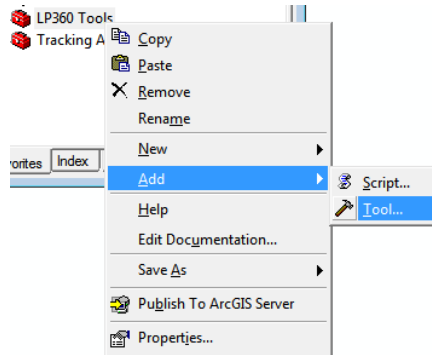 LP360 Tools
Tracking A
Copy
Paste
Remove
Rename
New
orites Index
Add
Script...
Tool...
Help
Edit Documentation...
Save As
Publish To ArcGIS Server
Properties...